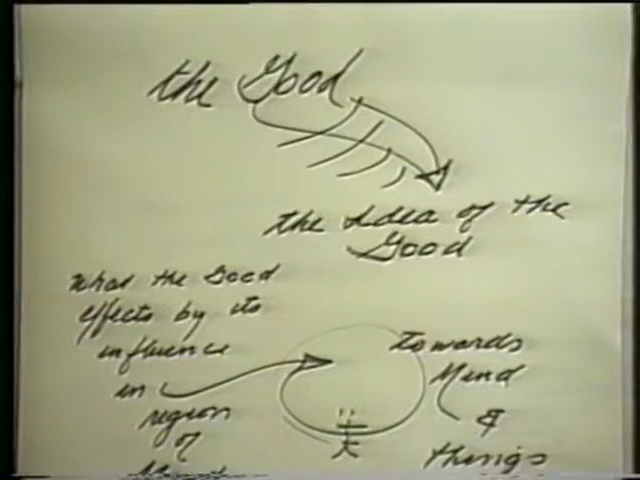 the Good
the Idea of the
Good
What the Good
effects by its
influence
in
region
of
towards
Mind
&
things